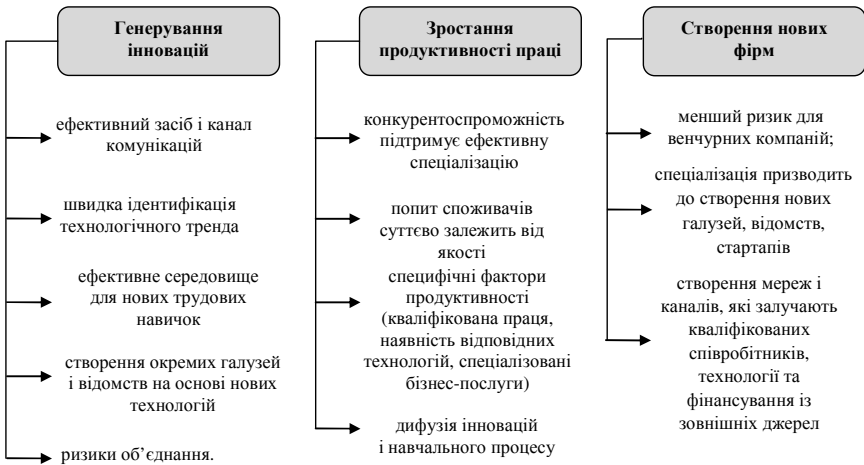 Генерування
інновацій
ефективний засіб і канал
комунікацій
швидка ідентифікація
технологічного тренда
ефективне середовище
для нових трудових
навичок
створення окремих галузей
і відомств на основі нових
технологій
ризики об’єднання.
Зростання
продуктивності праці
конкурентоспроможність
підтримує ефективну
спеціалізацію
попит споживачів
суттєво залежить від
якості
специфічні фактори
продуктивності
(кваліфікована праця,
наявність відповідних
технологій, спеціалізовані
бізнес-послуги)
дифузія інновацій
і навчального процесу
Створення нових
фірм
менший ризик для
венчурних компаній;
спеціалізація призводить
до створення нових
галузей, відомств,
стартапів
створення мереж і
каналів, які залучають
кваліфікованих
співробітників,
технології та
фінансування із
зовнішніх джерел